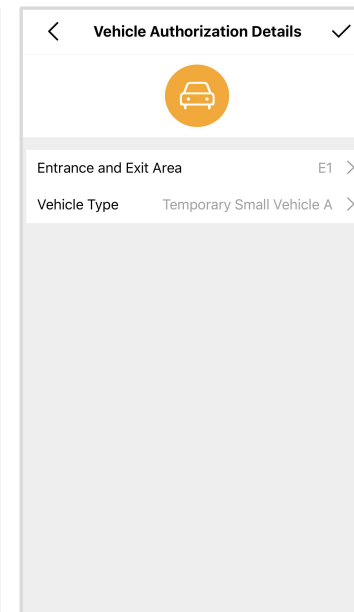 Vehicle Authorization Details
Entrance and Exit Area E1
Vehicle Type Temporary Small Vehicle A